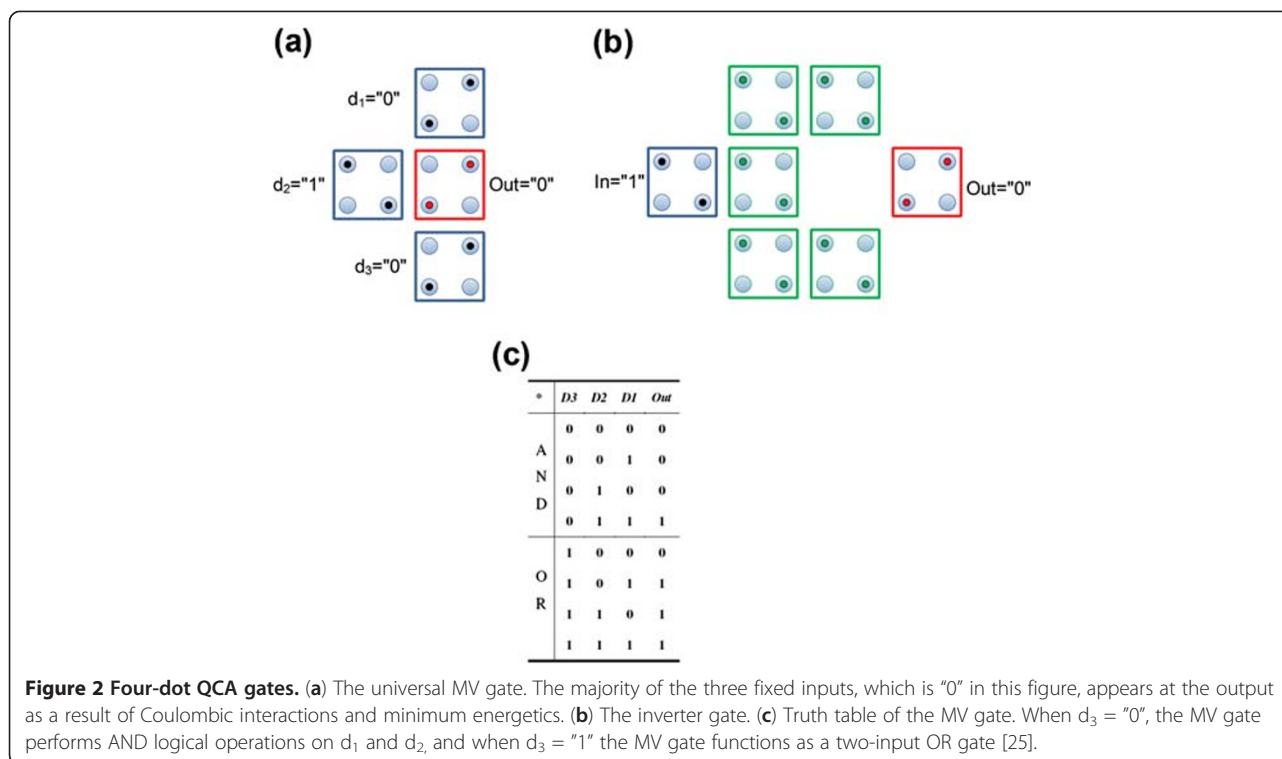 (a)
(b)
d₁="0"
d₂="1"
Out="0"
d₃="0"
In="1"
Out="0"
(c)
* D3 D2 D1 Out
AND
0 0 0 0
0 0 1 0
0 1 0 0
0 1 1 1
OR
1 0 0 0
1 0 1 1
1 1 0 1
1 1 1 1
Figure 2 Four-dot QCA gates. (a) The universal MV gate. The majority of the three fixed inputs, which is “0” in this figure, appears at the output
as a result of Coulombic interactions and minimum energetics. (b) The inverter gate. (c) Truth table of the MV gate. When d₃ = “0”, the MV gate
performs AND logical operations on d₁ and d₂, and when d₃ = “1” the MV gate functions as a two-input OR gate [25].